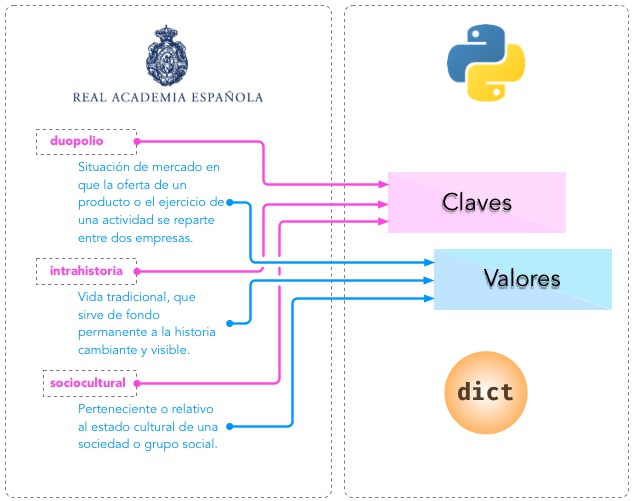 REAL ACADEMIA ESPAÑOLA
duopolio
Situación de mercado en
que la oferta de un
producto o el ejercicio de
una actividad se reparte
entre dos empresas.
intrahistoria
Vida tradicional, que
sirve de fondo
permanente a la historia
cambiante y visible.
sociocultural
Perteneciente o relativo
al estado cultural de una
sociedad o grupo social.
Claves
Valores
dict